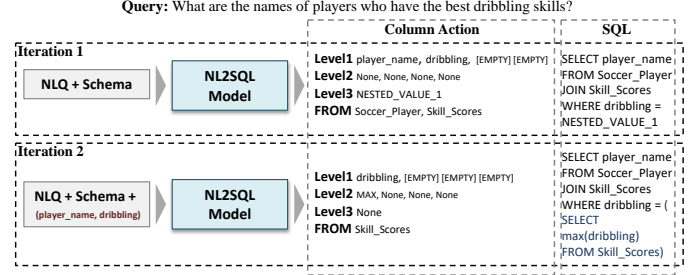 Query: What are the names of players who have the best dribbling skills?
Column Action
SQL
Iteration 1
NLQ + Schema
NL2SQL
Model
Level1 player_name, dribbling, [EMPTY] [EMPTY]
Level2 None, None, None, None
Level3 NESTED_VALUE_1
FROM Soccer_Player, Skill_Scores
SELECT player_name
FROM Soccer_Player
JOIN Skill_Scores
WHERE dribbling =
NESTED_VALUE_1
Iteration 2
NLQ + Schema +
(player_name, dribbling)
NL2SQL
Model
Level1 dribbling, [EMPTY] [EMPTY] [EMPTY]
Level2 MAX, None, None, None
Level3 None
FROM Skill_Scores
SELECT player_name
FROM Soccer_Player
JOIN Skill_Scores
WHERE dribbling = (
SELECT
max(dribbling)
FROM Skill_Scores)